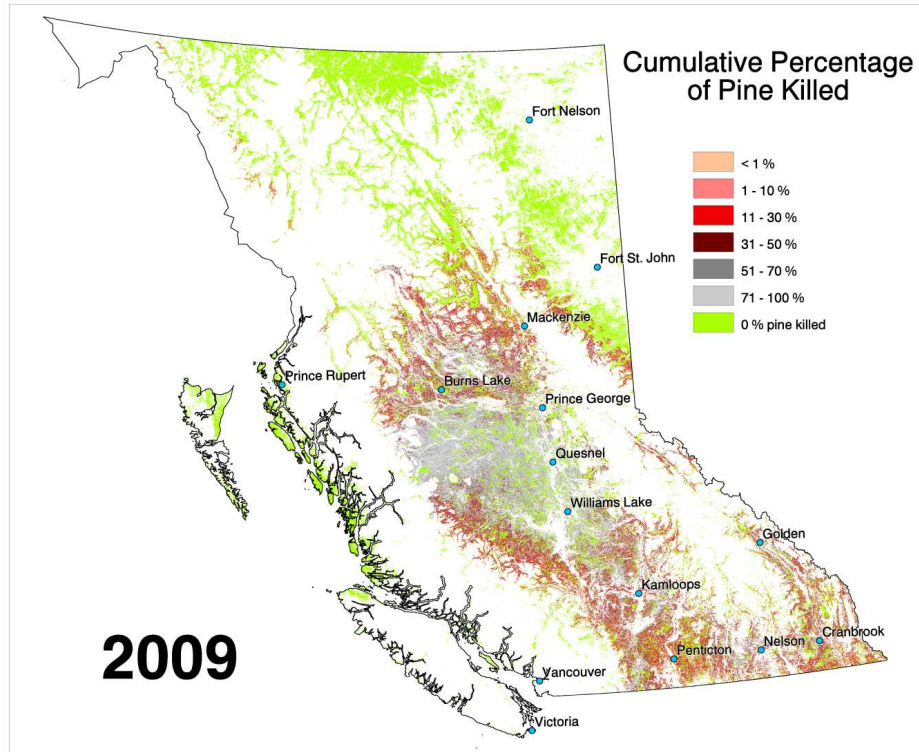 Cumulative Percentage
of Pine Killed
Fort Nelson
< 1 %
1 - 10 %
11 - 30 %
31 - 50 %
51 - 70 %
71 - 100 %
0 % pine killed
Fort St. John
Mackenzie
Prince Rupert
Burns Lake
Prince George
Quesnel
Williams Lake
Golden
Kamloops
Cranbrook
Nelson
Penticton
2009
Vancouver
Victoria